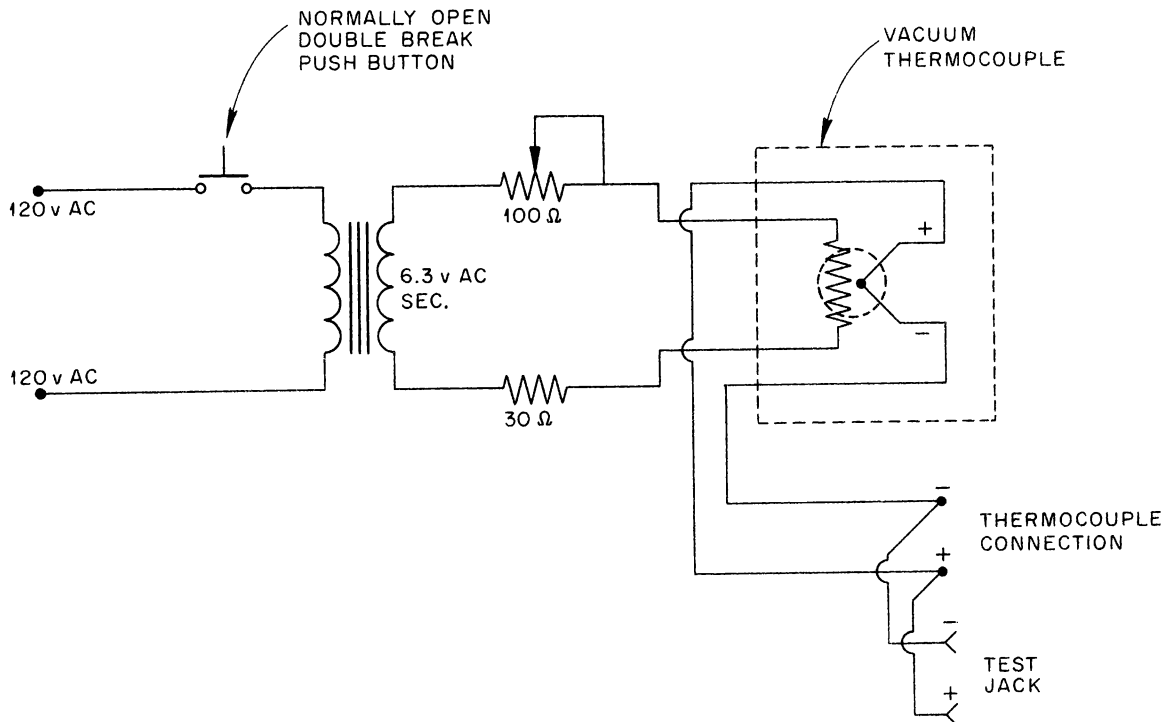 NORMALLY OPEN
DOUBLE BREAK
PUSH BUTTON
VACUUM
THERMOCOUPLE
120 v AC
100 Ω
+
6.3 v AC
SEC.
−
120 v AC
30 Ω
−
THERMOCOUPLE
CONNECTION
+
−
TEST
JACK
+